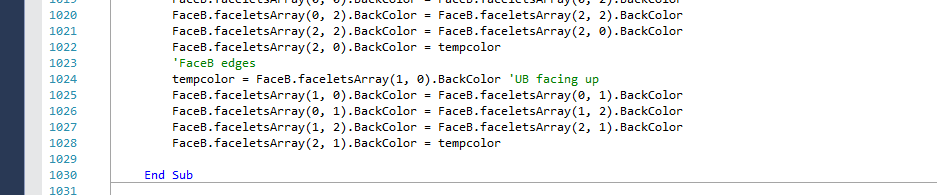 1019 FaceB.faceletsArray(0, 0).BackColor = FaceB.faceletsArray(0, 2).BackColor
1020 FaceB.faceletsArray(0, 2).BackColor = FaceB.faceletsArray(2, 2).BackColor
1021 FaceB.faceletsArray(2, 2).BackColor = FaceB.faceletsArray(2, 0).BackColor
1022 FaceB.faceletsArray(2, 0).BackColor = tempcolor
1023 'FaceB edges
1024 tempcolor = FaceB.faceletsArray(1, 0).BackColor 'UB facing up
1025 FaceB.faceletsArray(1, 0).BackColor = FaceB.faceletsArray(0, 1).BackColor
1026 FaceB.faceletsArray(0, 1).BackColor = FaceB.faceletsArray(1, 2).BackColor
1027 FaceB.faceletsArray(1, 2).BackColor = FaceB.faceletsArray(2, 1).BackColor
1028 FaceB.faceletsArray(2, 1).BackColor = tempcolor
1029
1030 End Sub
1031